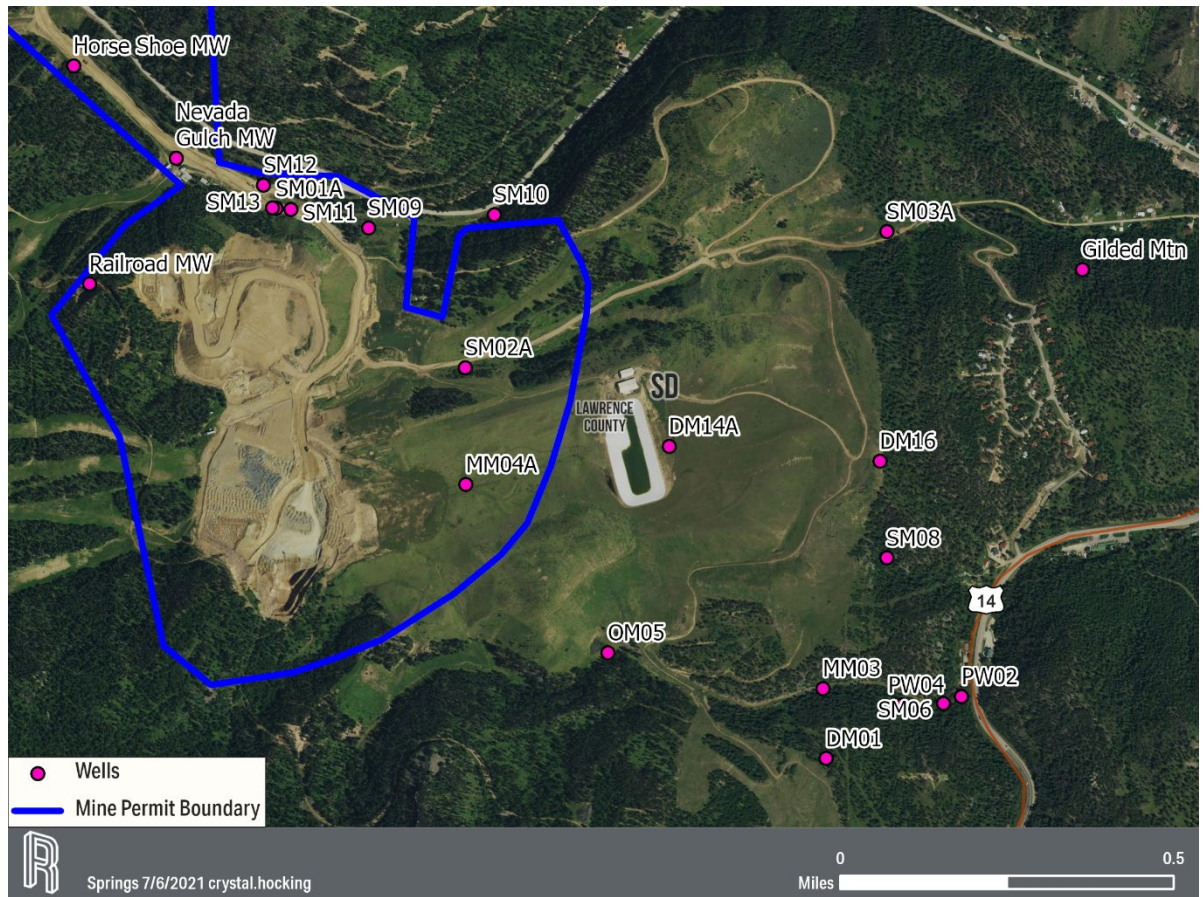 Horse Shoe MW
Nevada
Gulch MW
SM12
SM01A
SM13
SM11
SM09
SM10
SM03A
Gilded Mtn
Railroad MW
SM02A
SD
LAWRENCE
COUNTY
DM14A
DM16
MM04A
SM08
14
OM05
MM03
PW04
PW02
SM06
DM01
Wells
Mine Permit Boundary
R
Springs 7/6/2021 crystal.hocking
0
0.5
Miles